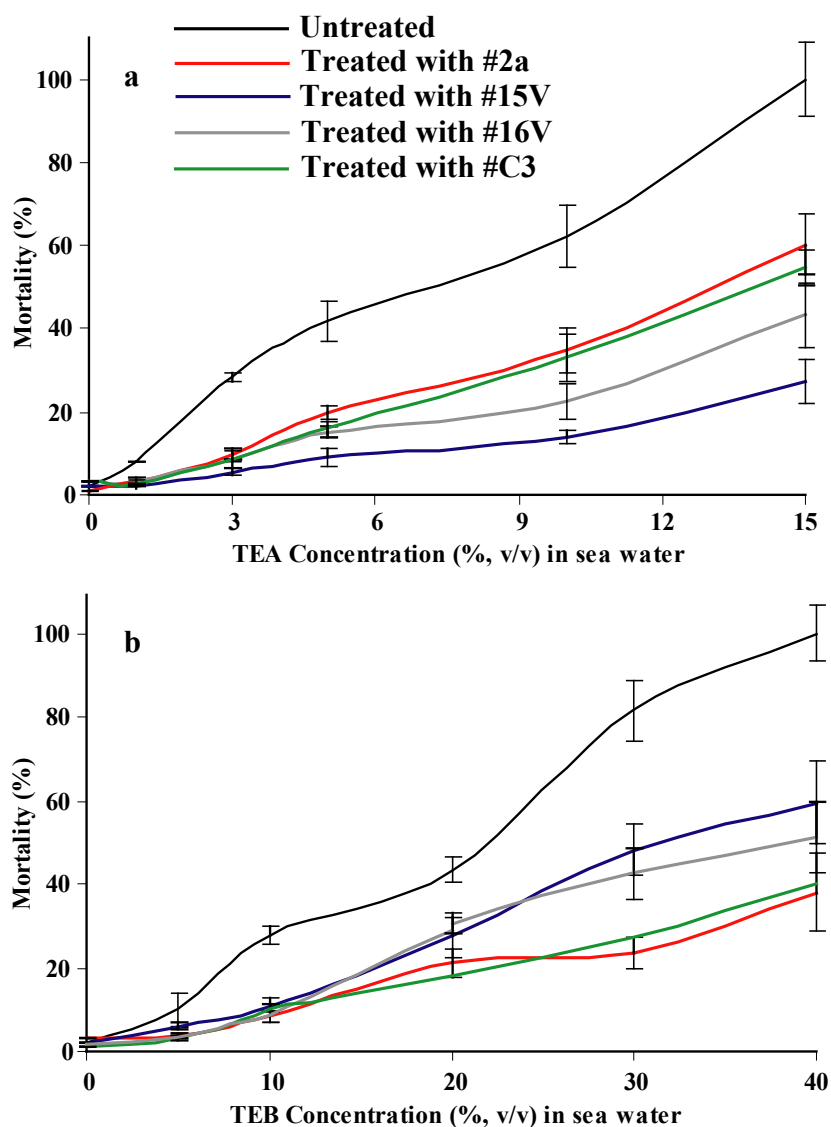 Untreated
a
Treated with #2a
Treated with #15V
Treated with #16V
Treated with #C3
100
80
60
40
20
0
Mortality (%)
0 3 6 9 12 15
TEA Concentration (%, v/v) in sea water
b
100
80
60
40
20
0
Mortality (%)
0 10 20 30 40
TEB Concentration (%, v/v) in sea water